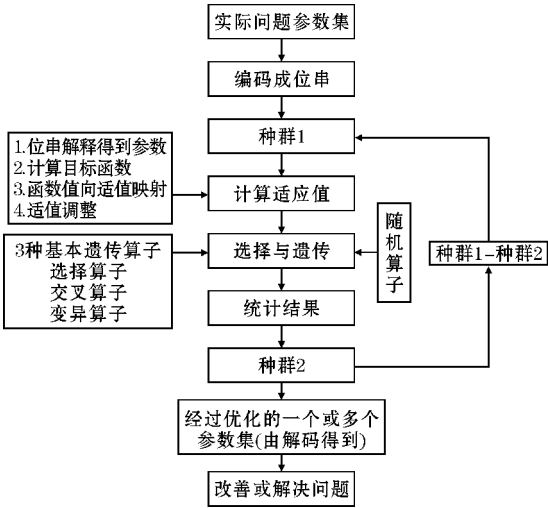 实际问题参数集
编码成位串
种群1
1.位串解释得到参数
2.计算目标函数
3.函数值向适值映射
4.适值调整
计算适应值
3种基本遗传算子
选择算子
交叉算子
变异算子
选择与遗传
随机算子
种群1-种群2
统计结果
种群2
经过优化的一个或多个
参数集(由解码得到)
改善或解决问题